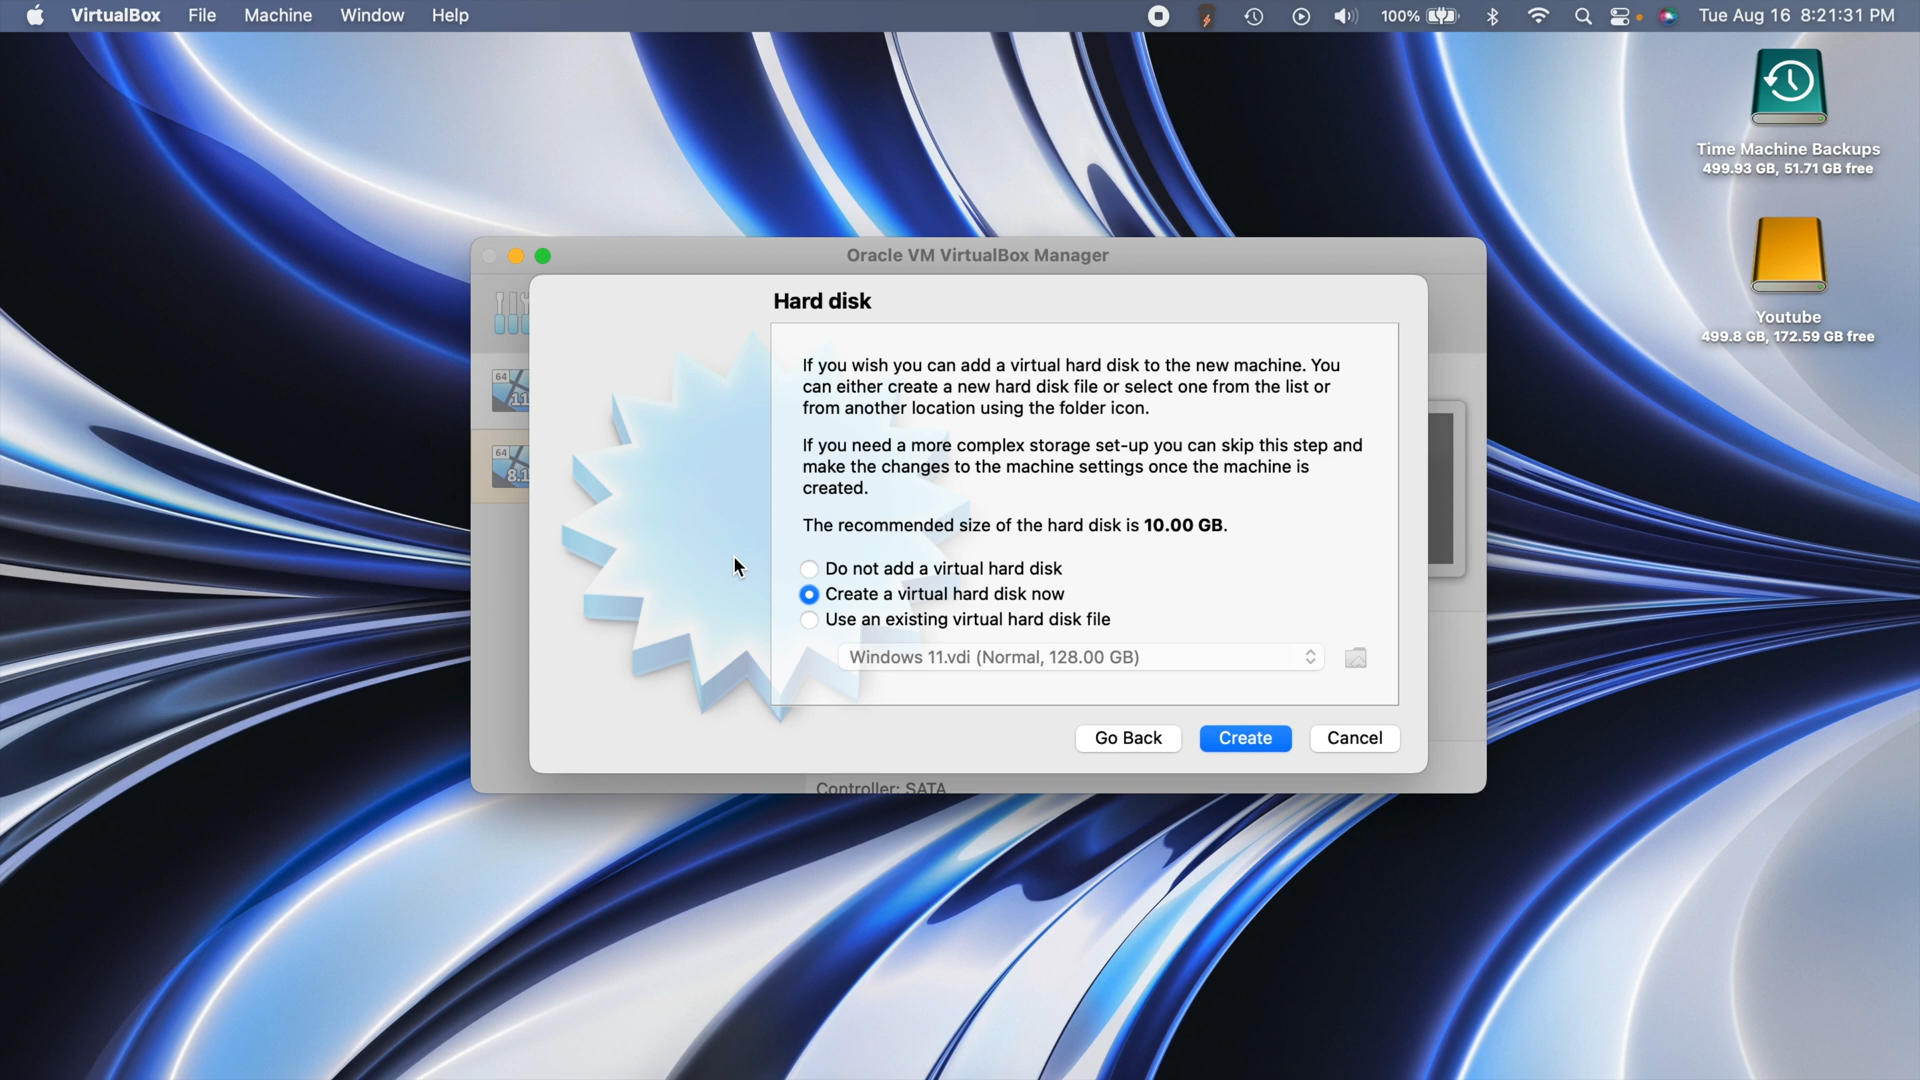 VirtualBox File Machine Window Help 100% Tue Aug 16 8:21:31 PM
Time Machine Backups
499.93 GB, 51.71 GB free
Youtube
499.8 GB, 172.59 GB free
Oracle VM VirtualBox Manager
64
11
64
8.1
Hard disk
If you wish you can add a virtual hard disk to the new machine. You
can either create a new hard disk file or select one from the list or
from another location using the folder icon.
If you need a more complex storage set-up you can skip this step and
make the changes to the machine settings once the machine is
created.
The recommended size of the hard disk is 10.00 GB.
Do not add a virtual hard disk
Create a virtual hard disk now
Use an existing virtual hard disk file
Windows 11.vdi (Normal, 128.00 GB)
Go Back Create Cancel
Controller: SATA